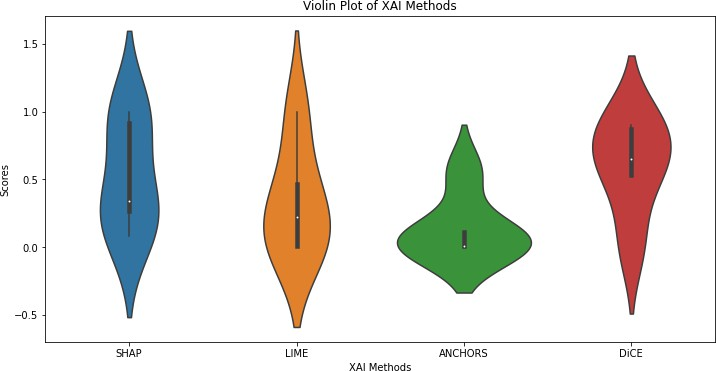 Violin Plot of XAI Methods
1.5
1.0
0.5
0.0
−0.5
Scores
SHAP
LIME
ANCHORS
DiCE
XAI Methods